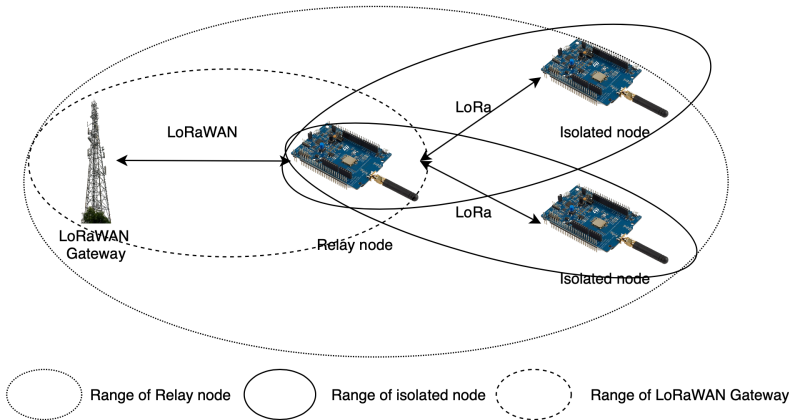 LoRa
Isolated node
LoRaWAN
LoRa
LoRaWAN
Gateway
Relay node
Isolated node
Range of Relay node
Range of isolated node
Range of LoRaWAN Gateway